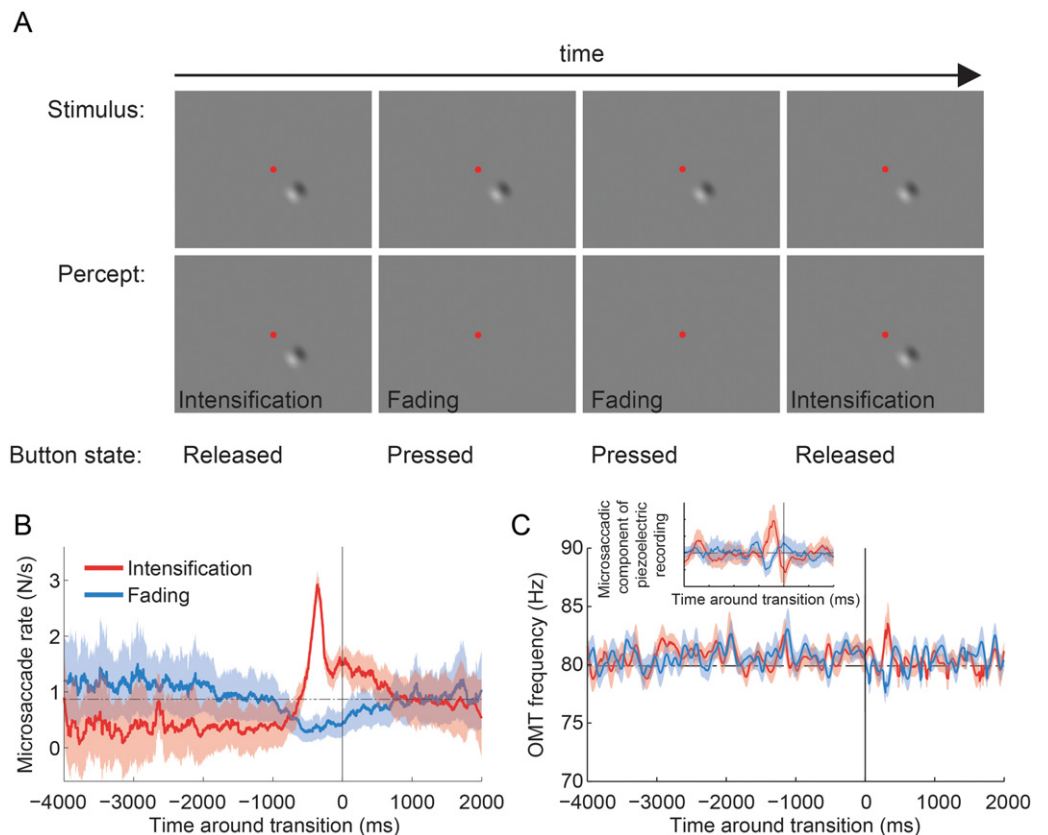 A
time
Stimulus:
Percept:
Intensification Fading Fading Intensification
Button state: Released Pressed Pressed Released
B
Microsaccade rate (N/s)
Intensification
Fading
3
2
1
0
−4000 −3000 −2000 −1000 0 1000 2000
Time around transition (ms)
C
Microsaccadic
component of
piezoelectric
recording
Time around transition (ms)
OMT frequency (Hz)
90
85
80
75
70
−4000 −3000 −2000 −1000 0 1000 2000
Time around transition (ms)